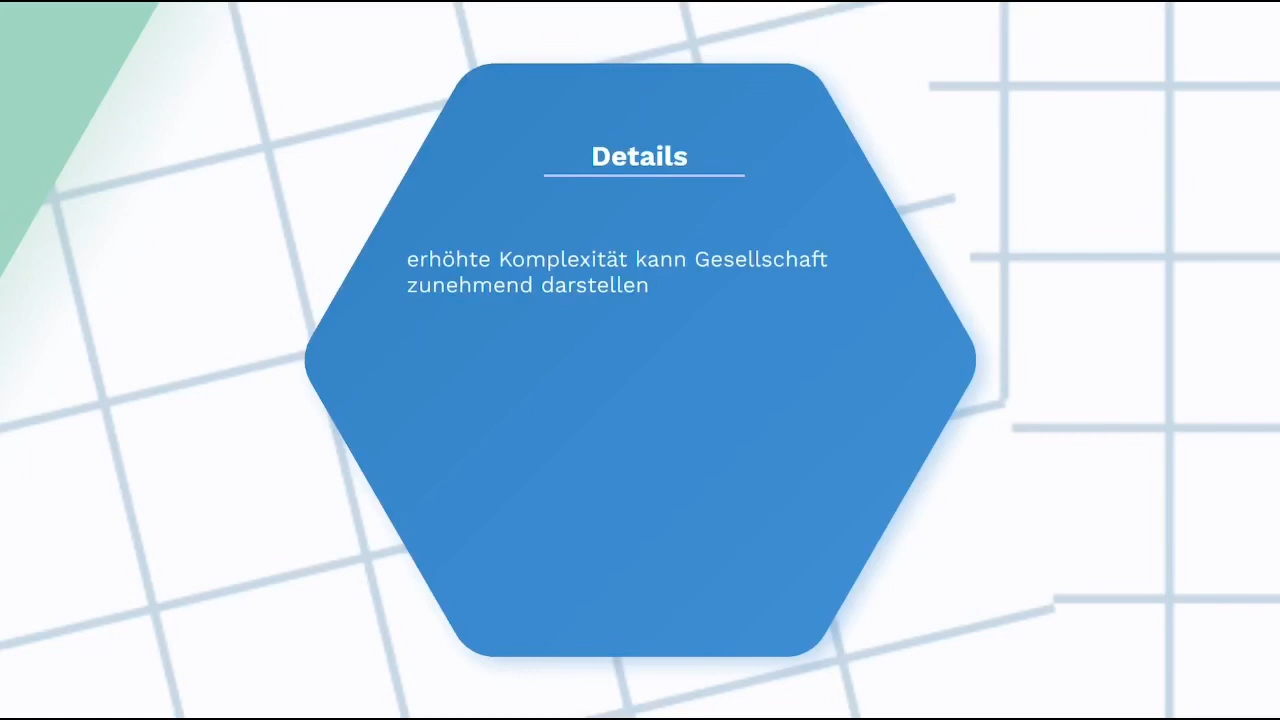 Details
erhöhte Komplexität kann Gesellschaft
zunehmend darstellen